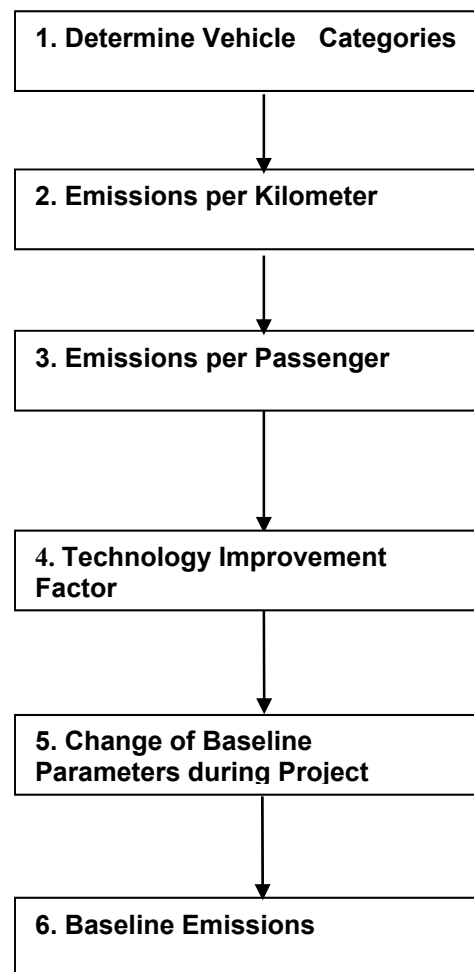 1. Determine Vehicle Categories
2. Emissions per Kilometer
3. Emissions per Passenger
4. Technology Improvement
Factor
5. Change of Baseline
Parameters during Project
6. Baseline Emissions